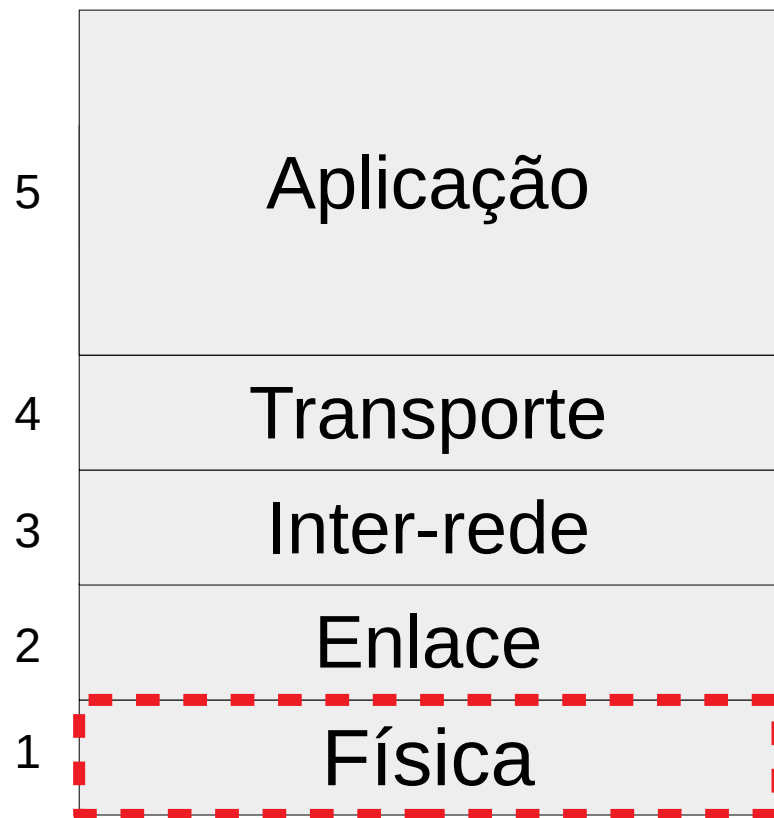 5 Aplicação
4 Transporte
3 Inter-rede
2 Enlace
1 Física